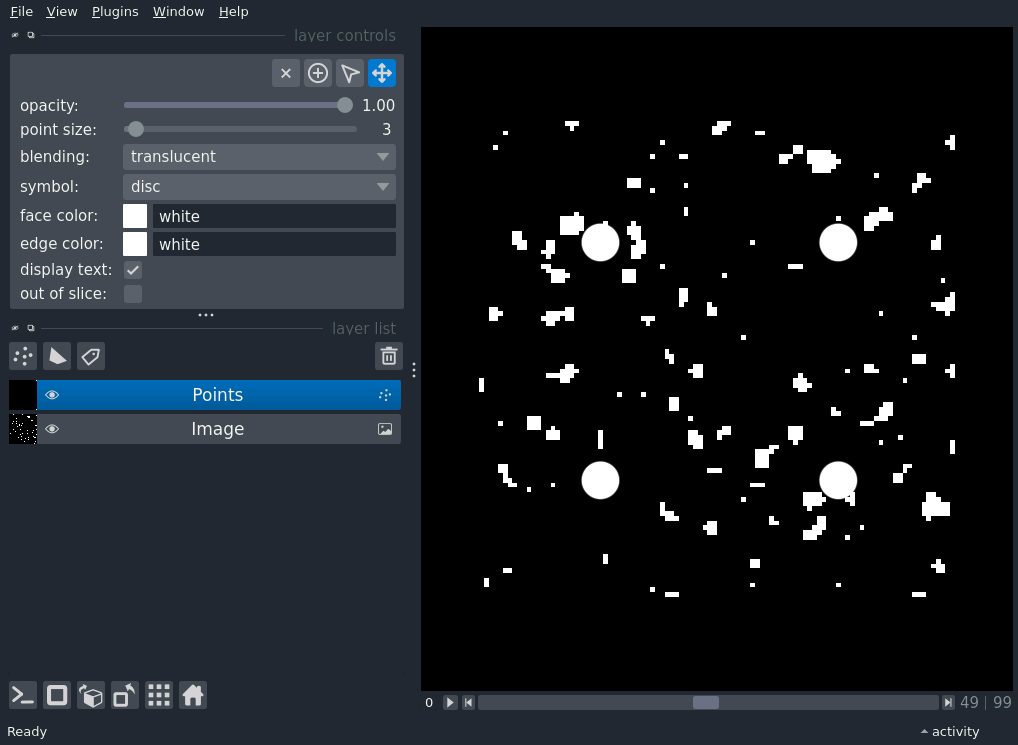 File View Plugins Window Help
layer controls
opacity: 1.00
point size: 3
blending: translucent
symbol: disc
face color: white
edge color: white
display text:
out of slice:
layer list
Points
Image
0 49 | 99
Ready activity